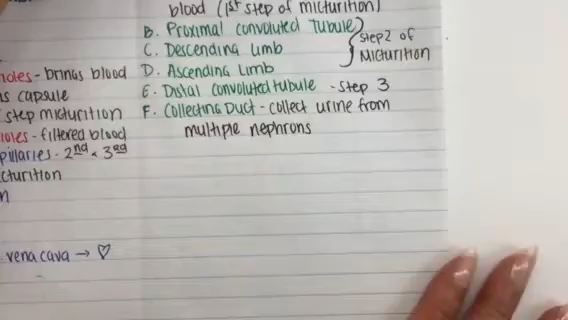 blood (1st step of micturition)
B. Proximal convoluted tubule
C. Descending Limb
step 2 of
Micturition
D. Ascending Limb
E. Distal convoluted tubule - Step 3
F. Collecting Duct - collect urine from
multiple nephrons
oles - brings blood
s capsule
step micturition
oles - filtered blood
pillaries - 2nd & 3rd
cturition
n
vena cava → ♡